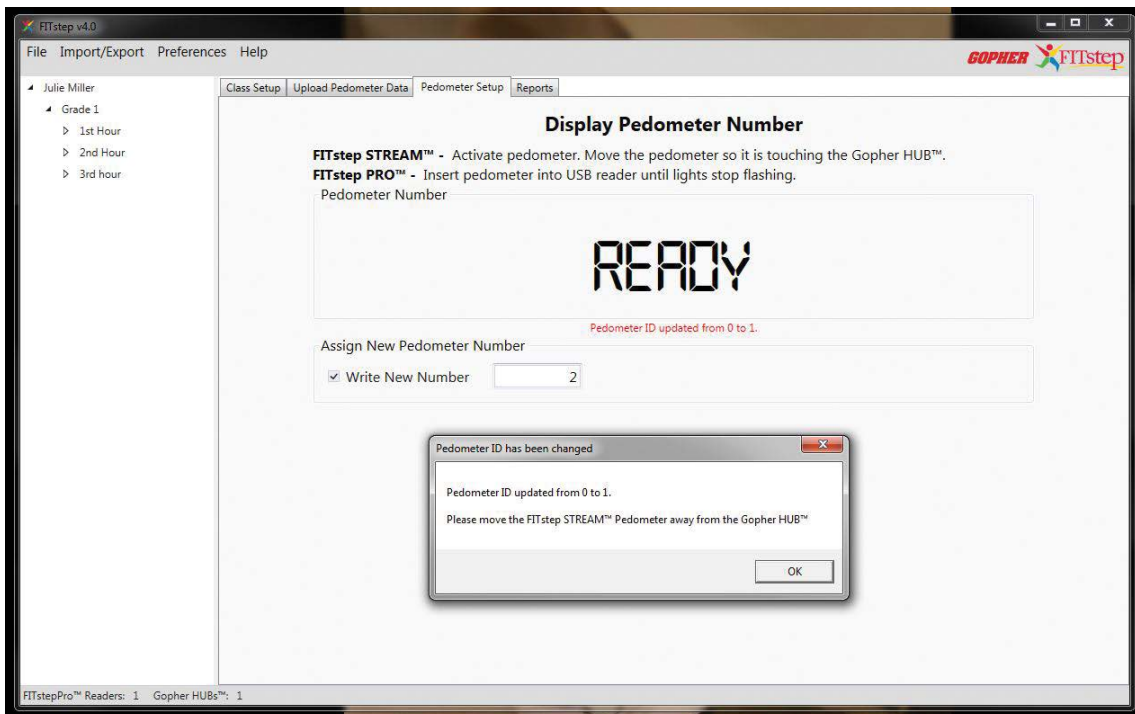 FITstep v4.0
File Import/Export Preferences Help
GOPHER FITstep
Julie Miller
Grade 1
1st Hour
2nd Hour
3rd hour
Class Setup Upload Pedometer Data Pedometer Setup Reports
Display Pedometer Number
FITstep STREAM™ - Activate pedometer. Move the pedometer so it is touching the Gopher HUB™.
FITstep PRO™ - Insert pedometer into USB reader until lights stop flashing.
Pedometer Number
READY
Pedometer ID updated from 0 to 1.
Assign New Pedometer Number
Write New Number 2
Pedometer ID has been changed
Pedometer ID updated from 0 to 1.
Please move the FITstep STREAM™ Pedometer away from the Gopher HUB™
OK
FITstepPro™ Readers: 1 Gopher HUBs™: 1